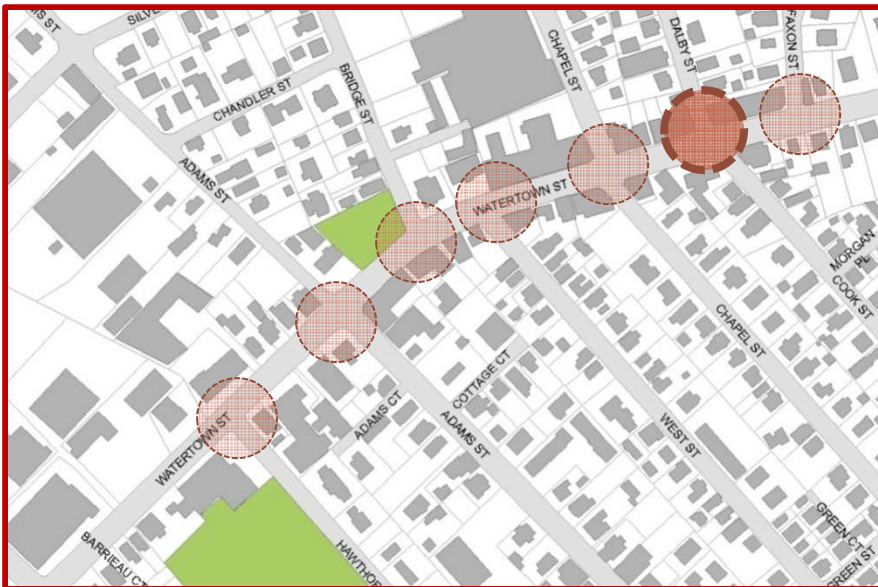 IS ST
SILVE
CHANDLER ST
BRIDGE ST
CHAPEL ST
DALBY ST
FAXON ST
ADAMS ST
WATERTOWN ST
MORGAN PL
COOK ST
CHAPEL ST
COTTAGE CT
ADAMS CT
ADAMS ST
WEST ST
WATERTOWN ST
GREEN CT
GREEN ST
BARRIEAU CT
HAWTHOR